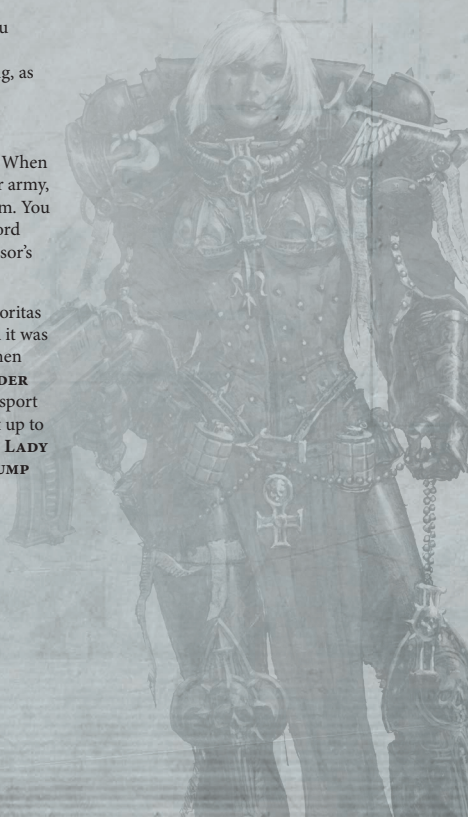 u
g, as
When
r army,
m. You
ord
sor's
oritas
it was
hen
DER
sport
up to
LADY
UMP